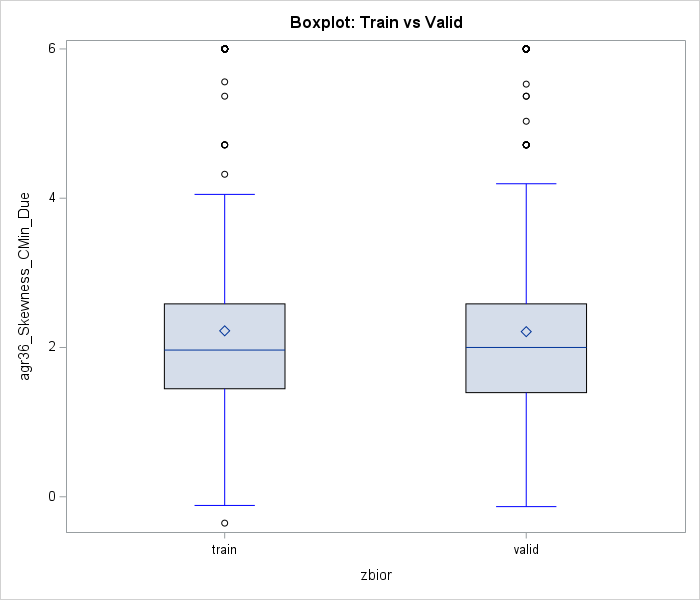 Boxplot: Train vs Valid
agr36_Skewness_CMin_Due
6
4
2
0
train
valid
zbior